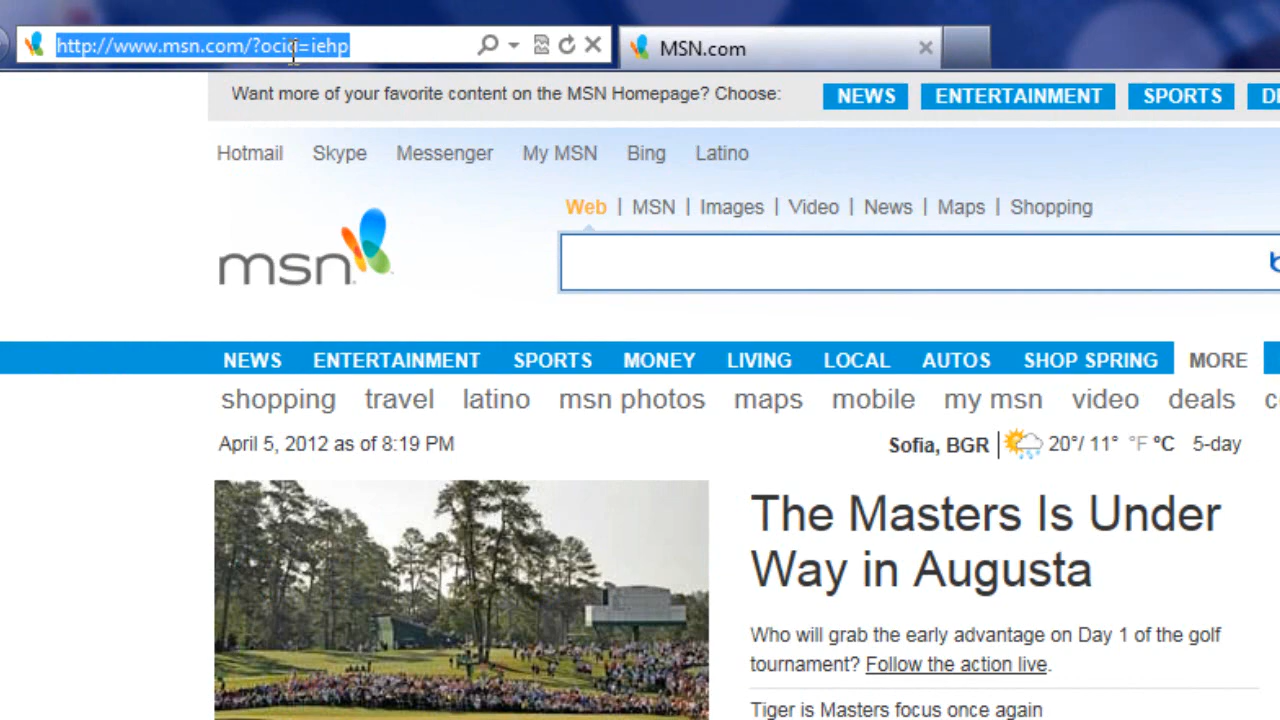 http://www.msn.com/?ocid=iehp
MSN.com
Want more of your favorite content on the MSN Homepage? Choose: NEWS ENTERTAINMENT SPORTS
Hotmail Skype Messenger My MSN Bing Latino
Web | MSN | Images | Video | News | Maps | Shopping
msn
NEWS ENTERTAINMENT SPORTS MONEY LIVING LOCAL AUTOS SHOP SPRING MORE
shopping travel latino msn photos maps mobile my msn video deals
April 5, 2012 as of 8:19 PM
Sofia, BGR | 20°/ 11° °F °C 5-day
The Masters Is Under
Way in Augusta
Who will grab the early advantage on Day 1 of the golf
tournament? Follow the action live.
Tiger is Masters focus once again